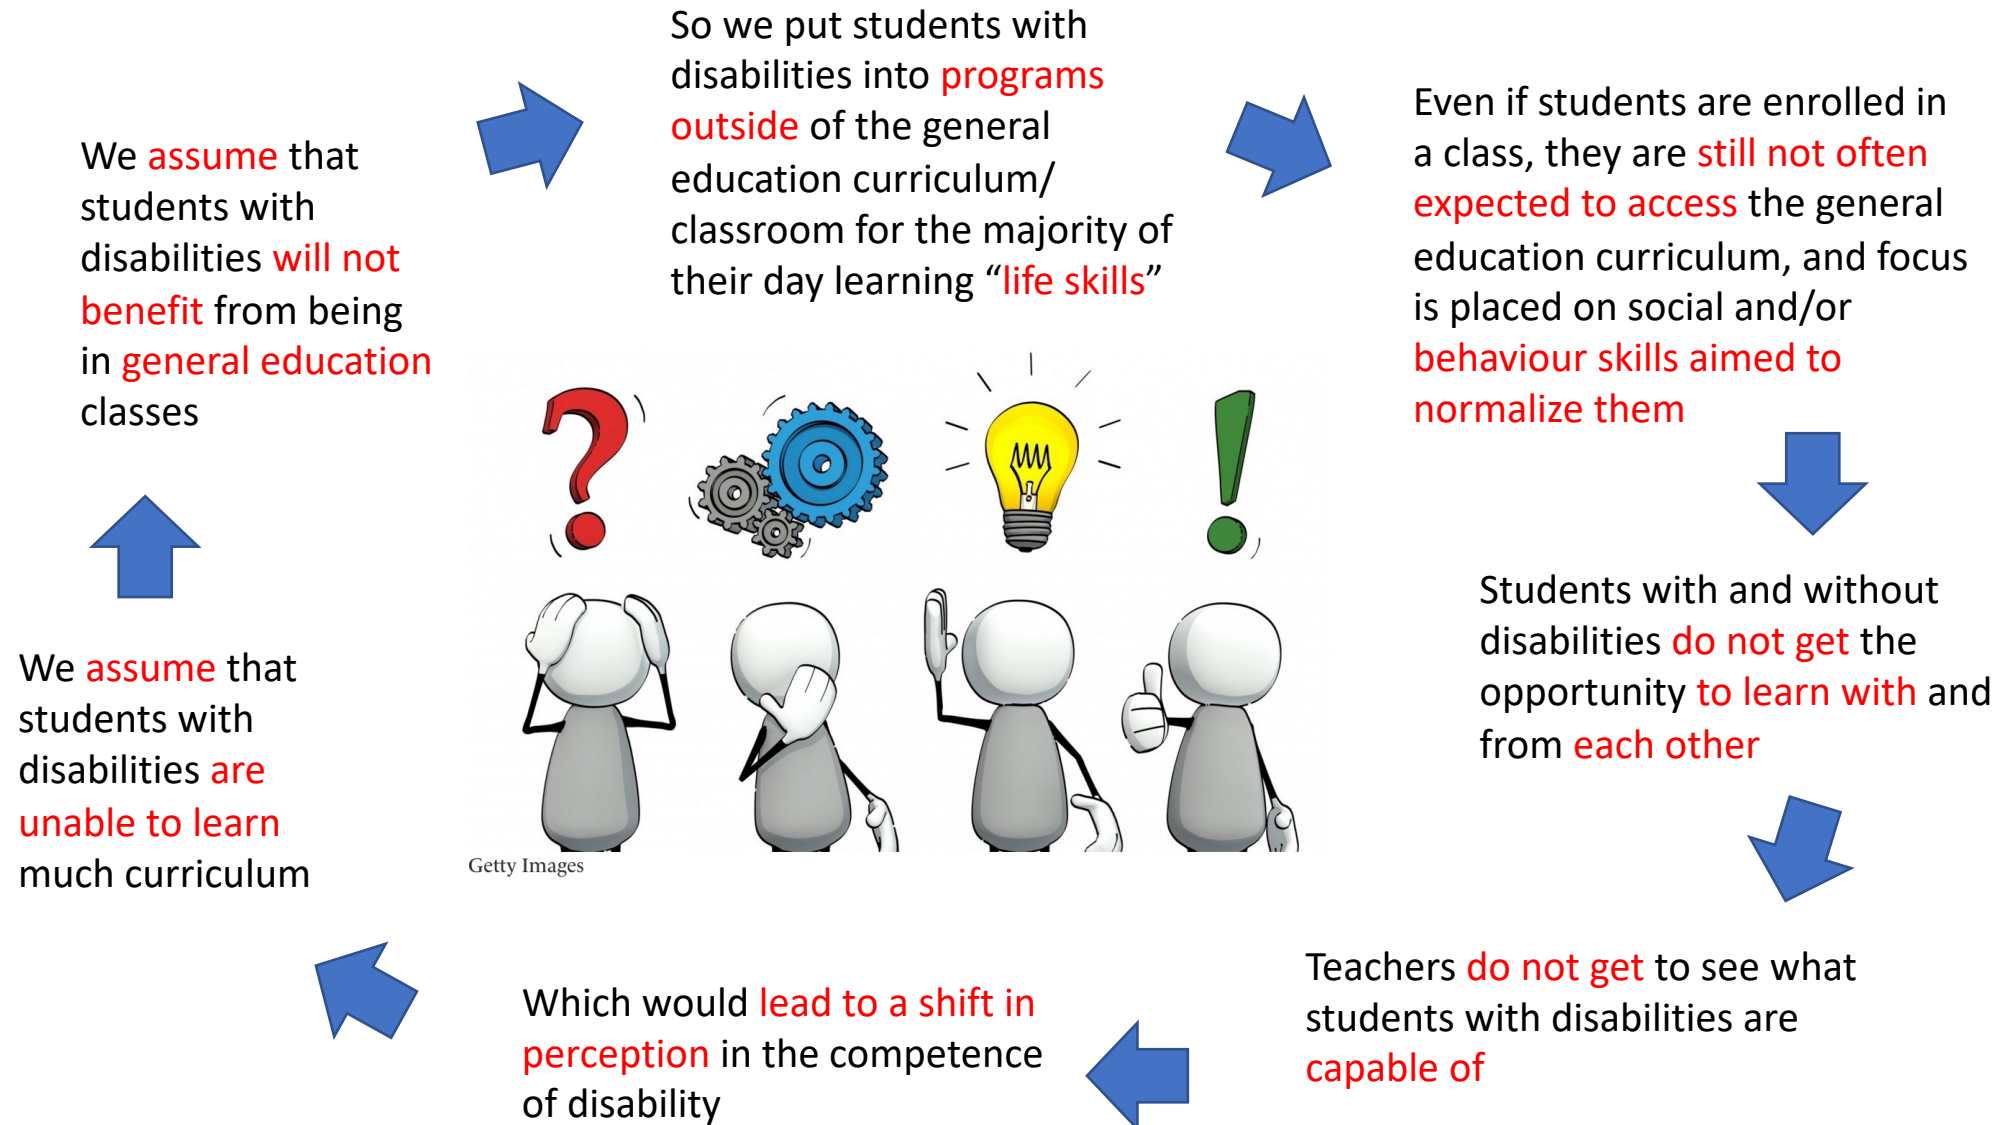 We assume that
students with
disabilities will not
benefit from being
in general education
classes
So we put students with
disabilities into programs
outside of the general
education curriculum/
classroom for the majority of
their day learning “life skills”
Even if students are enrolled in
a class, they are still not often
expected to access the general
education curriculum, and focus
is placed on social and/or
behaviour skills aimed to
normalize them
Students with and without
disabilities do not get the
opportunity to learn with and
from each other
Teachers do not get to see what
students with disabilities are
capable of
Which would lead to a shift in
perception in the competence
of disability
We assume that
students with
disabilities are
unable to learn
much curriculum
Getty Images